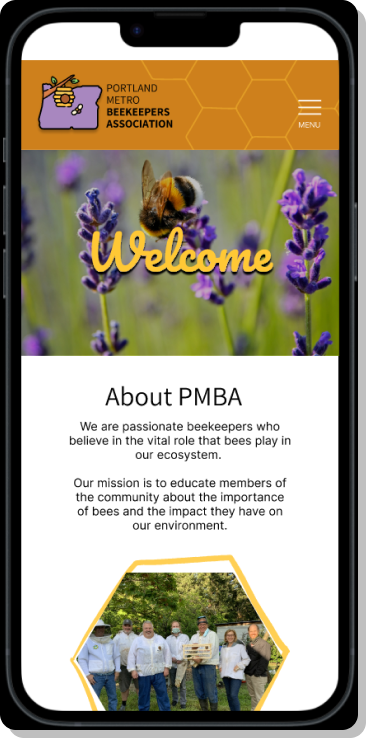 PORTLAND
METRO
BEEKEEPERS
ASSOCIATION
MENU
Welcome
About PMBA
We are passionate beekeepers who
believe in the vital role that bees play in
our ecosystem.
Our mission is to educate members of
the community about the importance
of bees and the impact they have on
our environment.